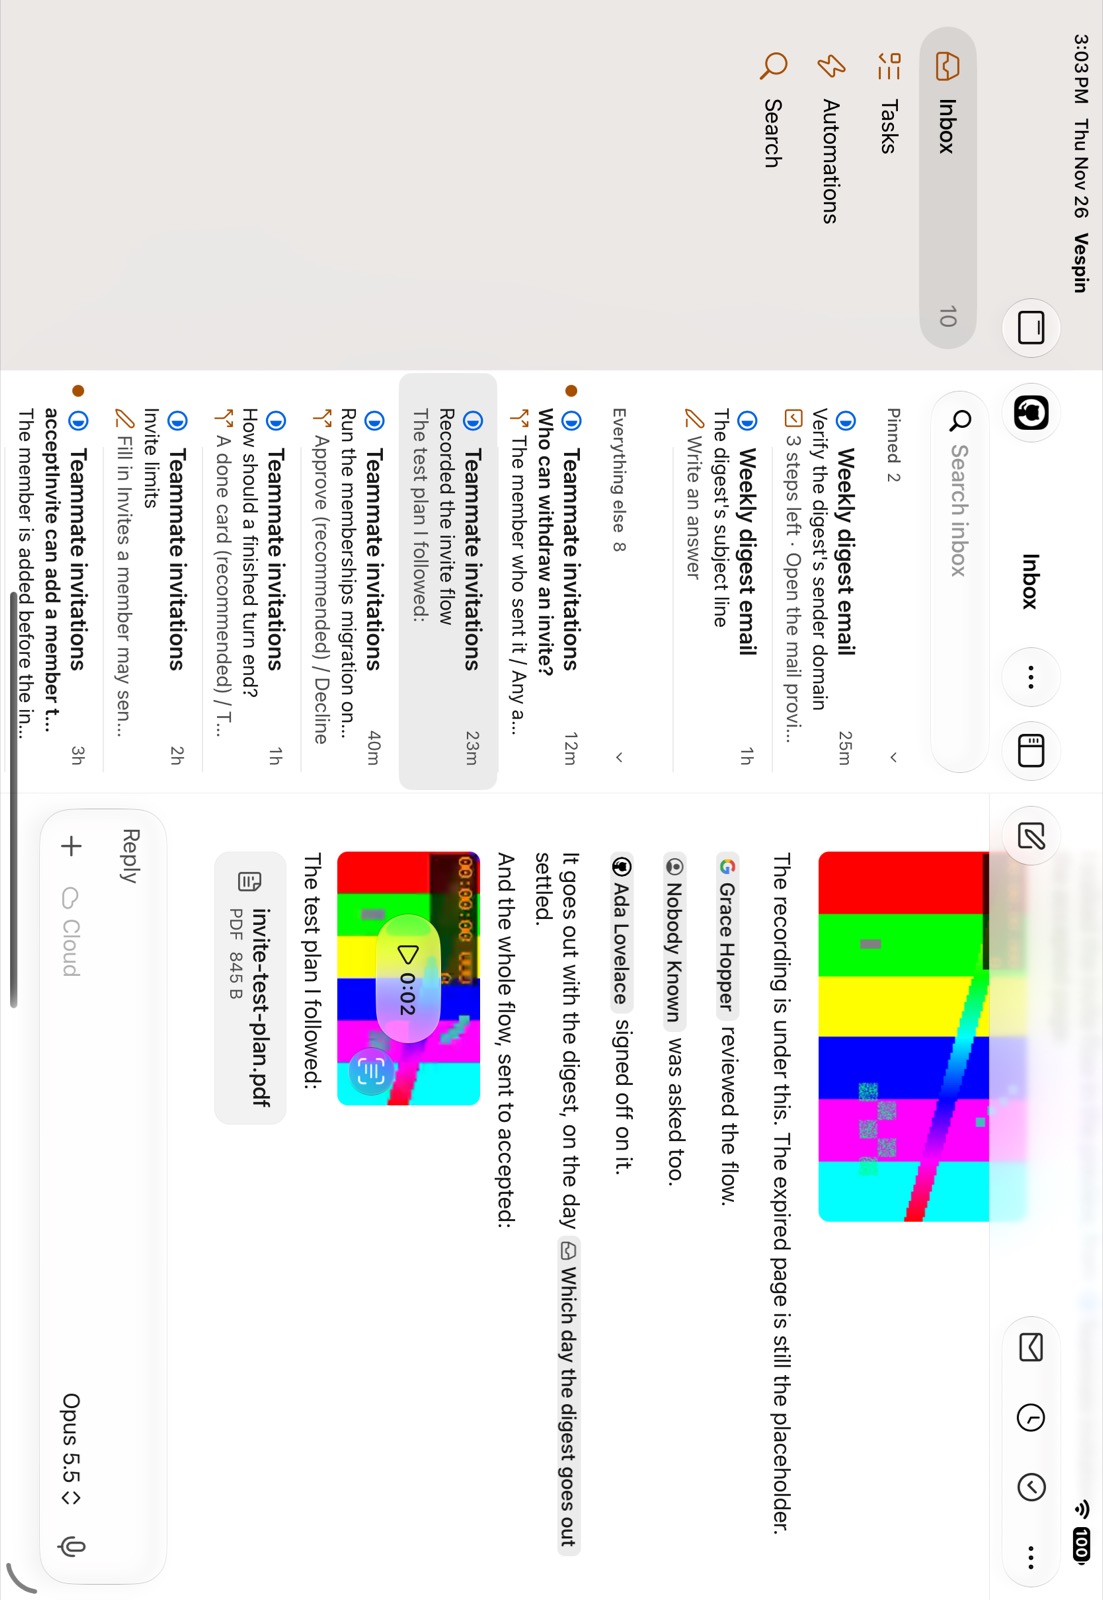 3:03 PM Thu Nov 26 Vespin
100
Inbox 10
Tasks
Automations
Search
Inbox
Search inbox
Pinned 2
Weekly digest email 25m
Verify the digest's sender domain
3 steps left · Open the mail provi...
Weekly digest email 1h
The digest's subject line
Write an answer
Everything else 8
Teammate invitations 12m
Who can withdraw an invite?
The member who sent it / Any a...
Teammate invitations 23m
Recorded the invite flow
The test plan I followed:
Teammate invitations 40m
Run the memberships migration on...
Approve (recommended) / Decline
Teammate invitations 1h
How should a finished turn end?
A done card (recommended) / T...
Teammate invitations 2h
Invite limits
Fill in Invites a member may sen...
Teammate invitations 3h
acceptInvite can add a member t...
The member is added before the in...
The recording is under this. The expired page is still the placeholder.
Grace Hopper reviewed the flow.
Nobody Known was asked too.
Ada Lovelace signed off on it.
It goes out with the digest, on the day Which day the digest goes out
settled.
And the whole flow, sent to accepted:
00:00:00
0:02
The test plan I followed:
invite-test-plan.pdf
PDF 845 B
Reply
Cloud
Opus 5.5